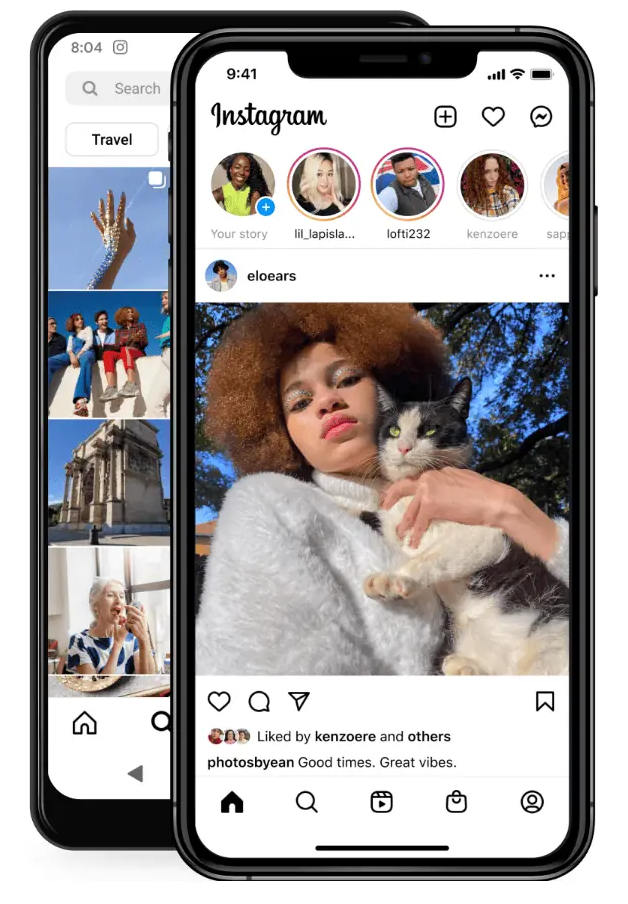 8:04
Search
Travel
9:41
Instagram
Your story
lil_lapisla...
lofti232
kenzoere
sapp
eloears
Liked by kenzoere and others
photosbyean Good times. Great vibes.